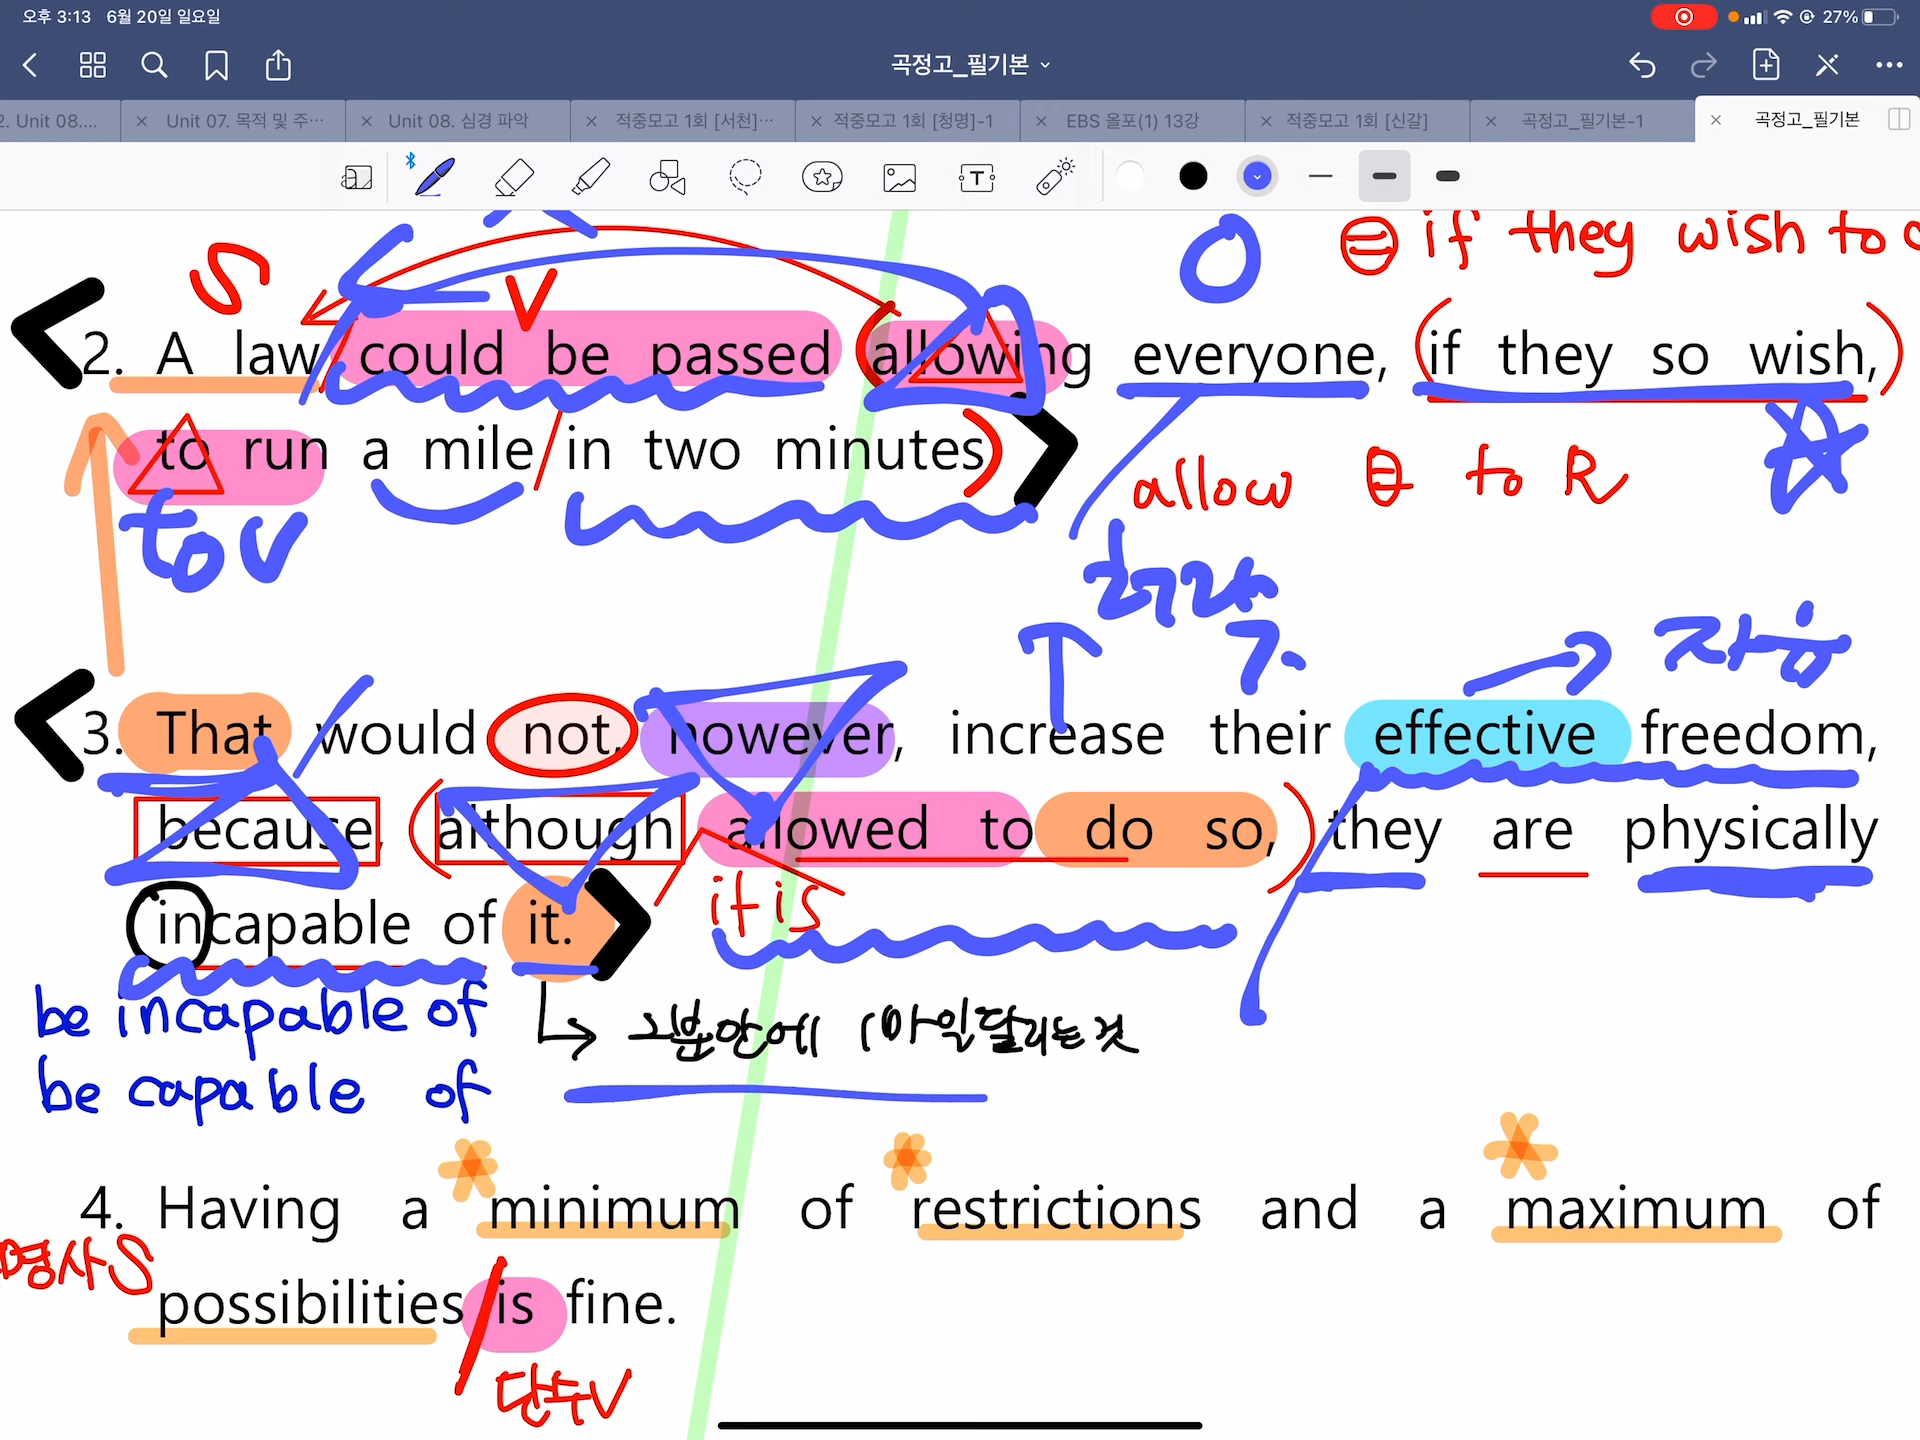 오후 3:13 6월 20일 일요일
27%
곡정고_필기본
2. Unit 08....
Unit 07. 목적 및 주…
Unit 08. 심경 파악
적중모고 1회 [서천]…
적중모고 1회 [청명]-1
EBS 올포(1) 13강
적중모고 1회 [신갈]
곡정고_필기본-1
곡정고_필기본
= if they wish to
S
V
O
2. A law could be passed allowing everyone, if they so wish,
to run a mile in two minutes
to V
allow O to R
자유
3. That would not, however, increase their effective freedom,
because, although allowed to do so, they are physically
it is
incapable of it.
be incapable of
→ 2분안에 1마일달리는것
be capable of
4. Having a minimum of restrictions and a maximum of
명사S
possibilities is fine.
단수V